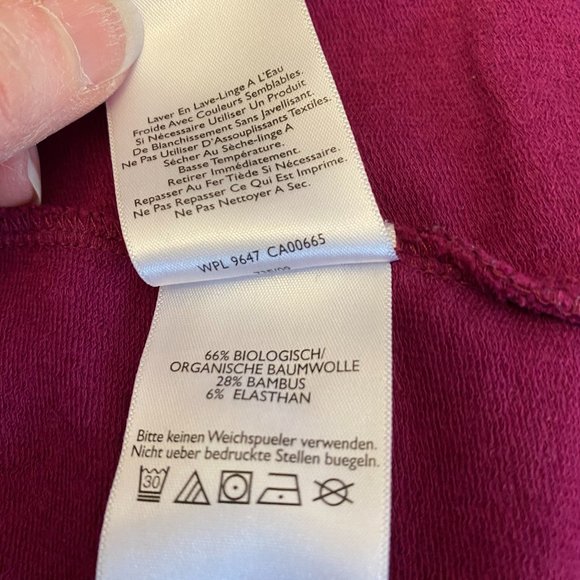 Laver En Lave-Linge A L'Eau
Froide Avec Couleurs Semblables.
Si Nécessaire Utiliser Un Produit
De Blanchissement Sans Javellisant.
Ne Pas Utiliser D'Assouplissants Textiles.
Sécher Au Sèche-linge A
Basse Température.
Retirer Immédiatement.
Repasser Au Fer Tiède Si Nécessaire.
Ne Pas Repasser Ce Qui Est Imprime.
Ne Pas Nettoyer A Sec.
WPL 9647 CA00665
66% BIOLOGISCH/
ORGANISCHE BAUMWOLLE
28% BAMBUS
6% ELASTHAN
Bitte keinen Weichspueler verwenden.
Nicht ueber bedruckte Stellen buegeln.
30